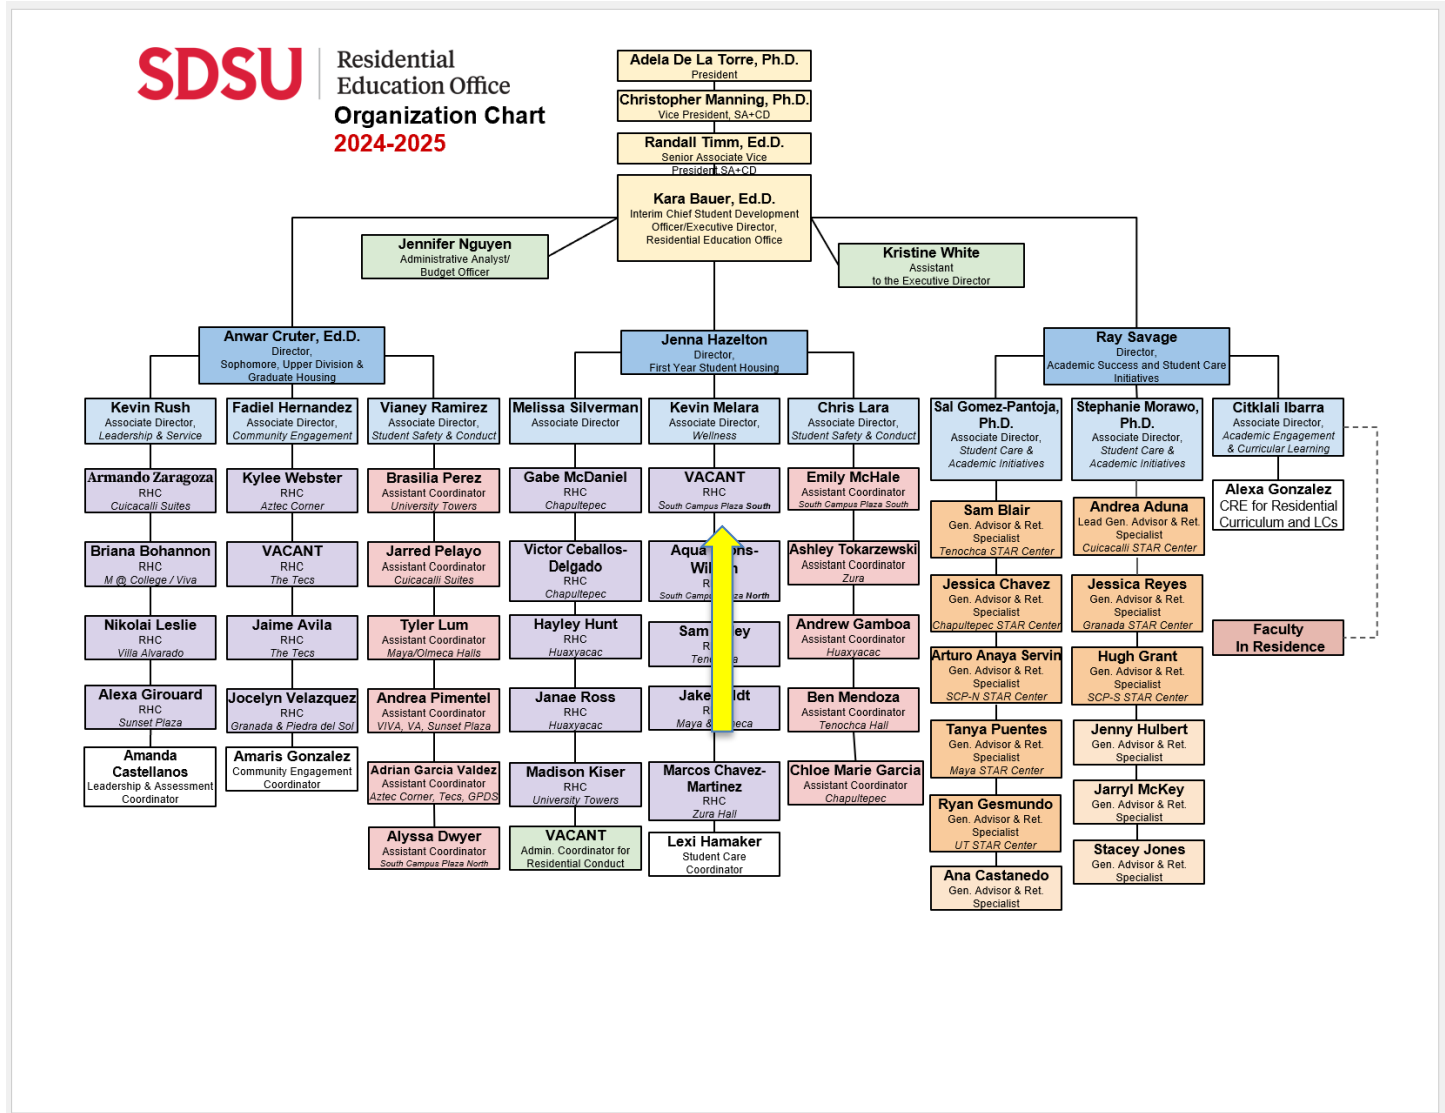 SDSU
Residential
Education Office
Organization Chart
2024-2025
Adela De La Torre, Ph.D.
President
Christopher Manning, Ph.D.
Vice President, SA+CD
Randall Timm, Ed.D.
Senior Associate Vice
President SA+CD
Kara Bauer, Ed.D.
Interim Chief Student Development
Officer/Executive Director,
Residential Education Office
Jennifer Nguyen
Administrative Analyst/
Budget Officer
Kristine White
Assistant
to the Executive Director
Anwar Cruter, Ed.D.
Director,
Sophomore, Upper Division &
Graduate Housing
Jenna Hazelton
Director,
First Year Student Housing
Ray Savage
Director,
Academic Success and Student Care
Initiatives
Kevin Rush
Associate Director,
Leadership & Service
Armando Zaragoza
RHC
Cuicacalli Suites
Briana Bohannon
RHC
M @ College / Viva
Nikolai Leslie
RHC
Villa Alvarado
Alexa Girouard
RHC
Sunset Plaza
Amanda
Castellanos
Leadership & Assessment
Coordinator
Fadiel Hernandez
Associate Director,
Community Engagement
Kylee Webster
RHC
Aztec Corner
VACANT
RHC
The Tecs
Jaime Avila
RHC
The Tecs
Jocelyn Velazquez
RHC
Granada & Piedra del Sol
Amaris Gonzalez
Community Engagement
Coordinator
Vianey Ramirez
Associate Director,
Student Safety & Conduct
Brasilia Perez
Assistant Coordinator
University Towers
Jarred Pelayo
Assistant Coordinator
Cuicacalli Suites
Tyler Lum
Assistant Coordinator
Maya/Olmeca Halls
Andrea Pimentel
Assistant Coordinator
VIVA, VA, Sunset Plaza
Adrian Garcia Valdez
Assistant Coordinator
Aztec Corner, Tecs, GPDS
Alyssa Dwyer
Assistant Coordinator
South Campus Plaza North
Melissa Silverman
Associate Director
Gabe McDaniel
RHC
Chapultepec
Victor Ceballos-
Delgado
RHC
Chapultepec
Hayley Hunt
RHC
Huaxyacac
Janae Ross
RHC
Huaxyacac
Madison Kiser
RHC
University Towers
VACANT
Admin. Coordinator for
Residential Conduct
Kevin Melara
Associate Director,
Wellness
VACANT
RHC
South Campus Plaza South
Aqua
South Campus Plaza North
Sam
Jake
Maya &
Marcos Chavez-
Martinez
RHC
Zura Hall
Lexi Hamaker
Student Care
Coordinator
Chris Lara
Associate Director,
Student Safety & Conduct
Emily McHale
Assistant Coordinator
South Campus Plaza South
Ashley Tokarzewski
Assistant Coordinator
Zura
Andrew Gamboa
Assistant Coordinator
Huaxyacac
Ben Mendoza
Assistant Coordinator
Tenochca Hall
Chloe Marie Garcia
Assistant Coordinator
Chapultepec
Sal Gomez-Pantoja,
Ph.D.
Associate Director,
Student Care &
Academic Initiatives
Sam Blair
Gen. Advisor & Ret.
Specialist
Tenochca STAR Center
Jessica Chavez
Gen. Advisor & Ret.
Specialist
Chapultepec STAR Center
Arturo Anaya Servin
Gen. Advisor & Ret.
Specialist
SCP-N STAR Center
Tanya Puentes
Gen. Advisor & Ret.
Specialist
Maya STAR Center
Ryan Gesmundo
Gen. Advisor & Ret.
Specialist
UT STAR Center
Ana Castanedo
Gen. Advisor & Ret.
Specialist
Stephanie Morawo,
Ph.D.
Associate Director,
Student Care &
Academic Initiatives
Andrea Aduna
Lead Gen. Advisor & Ret.
Specialist
Cuicacalli STAR Center
Jessica Reyes
Gen. Advisor & Ret.
Specialist
Granada STAR Center
Hugh Grant
Gen. Advisor & Ret.
Specialist
SCP-S STAR Center
Jenny Hulbert
Gen. Advisor & Ret.
Specialist
Jarryl McKey
Gen. Advisor & Ret.
Specialist
Stacey Jones
Gen. Advisor & Ret.
Specialist
Citklali Ibarra
Associate Director,
Academic Engagement
& Curricular Learning
Alexa Gonzalez
CRE for Residential
Curriculum and LCs
Faculty
In Residence